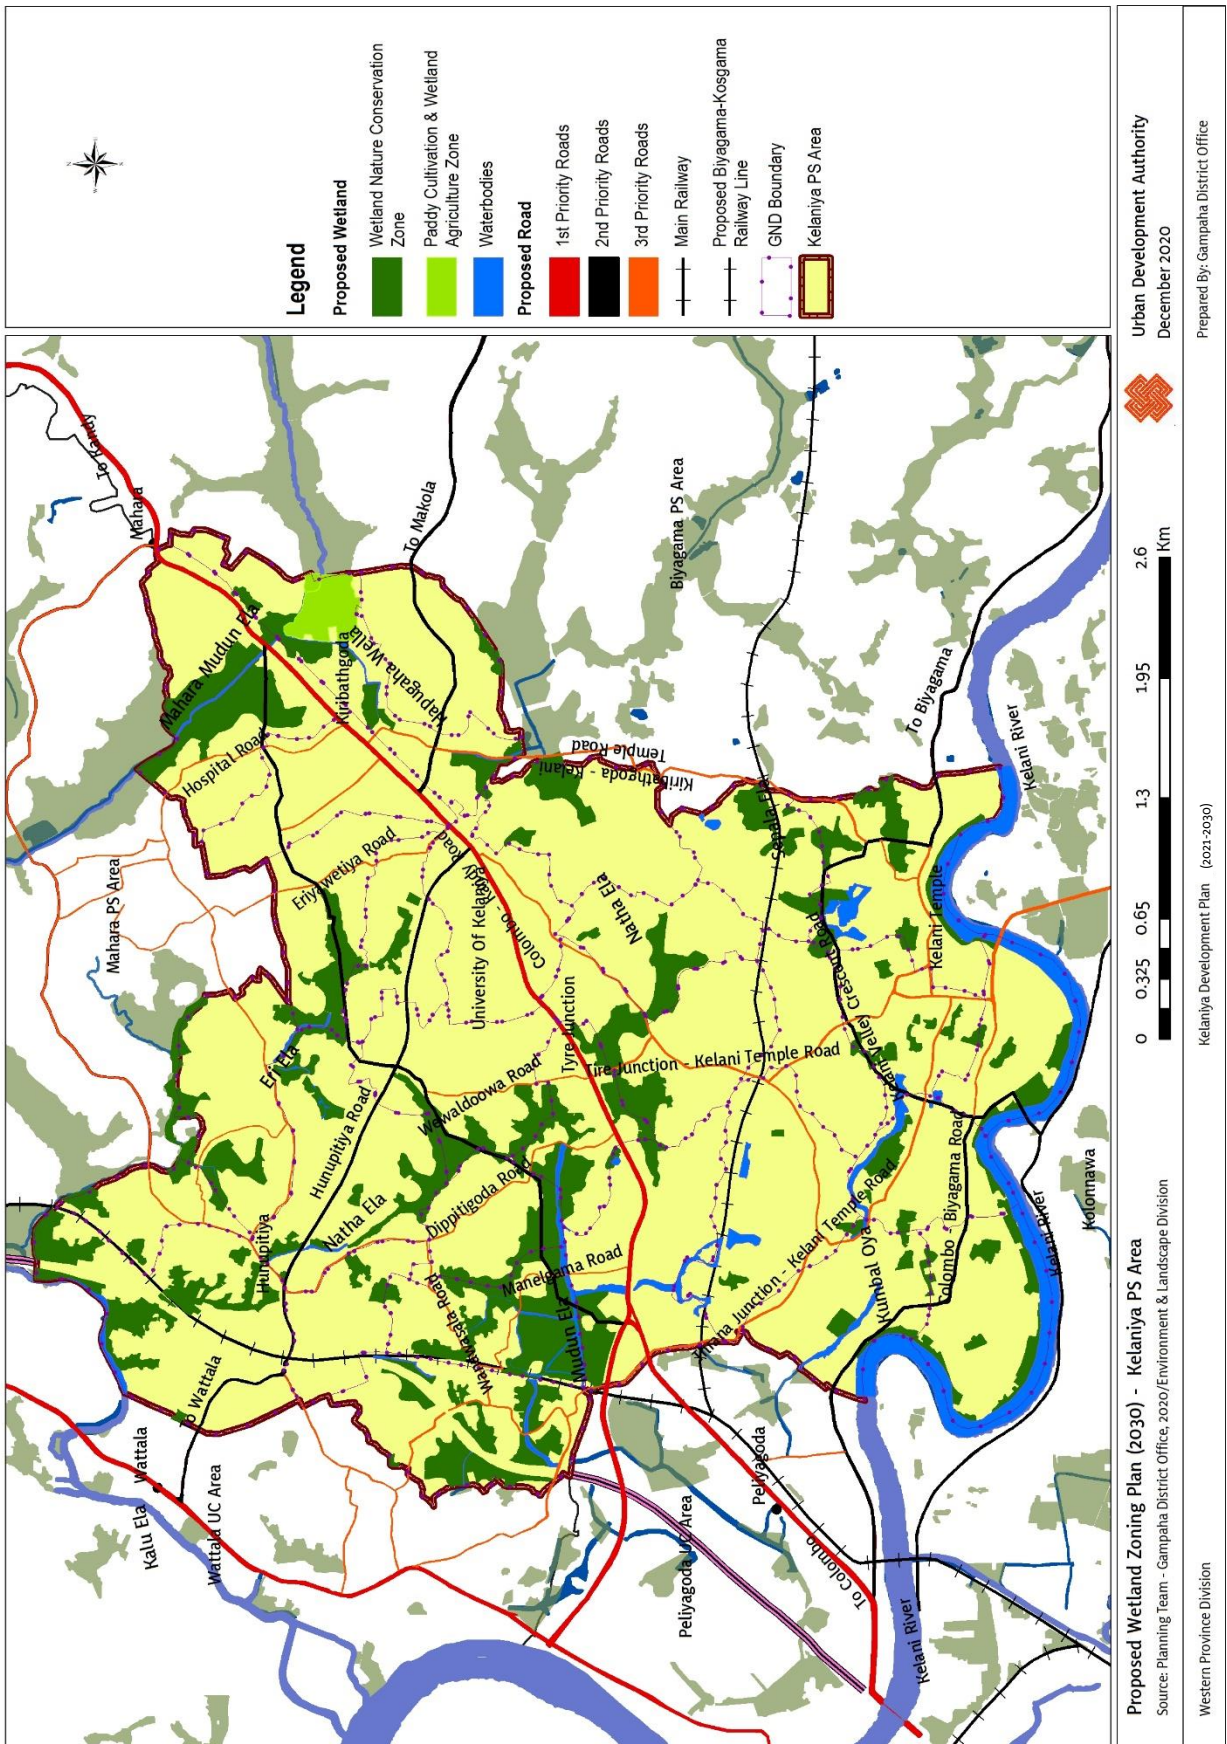 Legend
Proposed Wetland
Wetland Nature Conservation
Zone
Paddy Cultivation & Wetland
Agriculture Zone
Waterbodies
Proposed Road
1st Priority Roads
2nd Priority Roads
3rd Priority Roads
Main Railway
Proposed Biyagama-Kosgama
Railway Line
GND Boundary
Kelaniya PS Area
To Kandy
Mahara
To Makola
Mahara Mudun Ela
Kiribathgoda
Hapugaha Wella
Hospital Road
Mahara PS Area
Eriyawetiya Road
University Of Kelaniya
Colombo - Kandy Road
Kiribathgoda - Kelani
Temple Road
Biyagama PS Area
Natha Ela
Tyre Junction
Tire Junction - Kelani Temple Road
To Biyagama
Kelani River
Kelani Temple
Kelani Velley Crescent Road
Eri Ela
Wewaldoowa Road
Hunupitiya Road
Hunupitiya
Natha Ela
Dippitigoda Road
Manelgama Road
Wanawasala Road
Mudun Ela
To Wattala
Wattala
Kalu Ela
Wattala UC Area
Peliyagoda UC Area
Peliyagoda
To Colombo
Kelani River
Kumbal Oya
Colombo - Biyagama Road
Kelani River
Kolonnawa
0 0.325 0.65 1.3 1.95 2.6
Km
Proposed Wetland Zoning Plan (2030) - Kelaniya PS Area
Source: Planning Team - Gampaha District Office, 2020/Environment & Landscape Division
Urban Development Authority
December 2020
Western Province Division
Kelaniya Development Plan (2021-2030)
Prepared By: Gampaha District Office